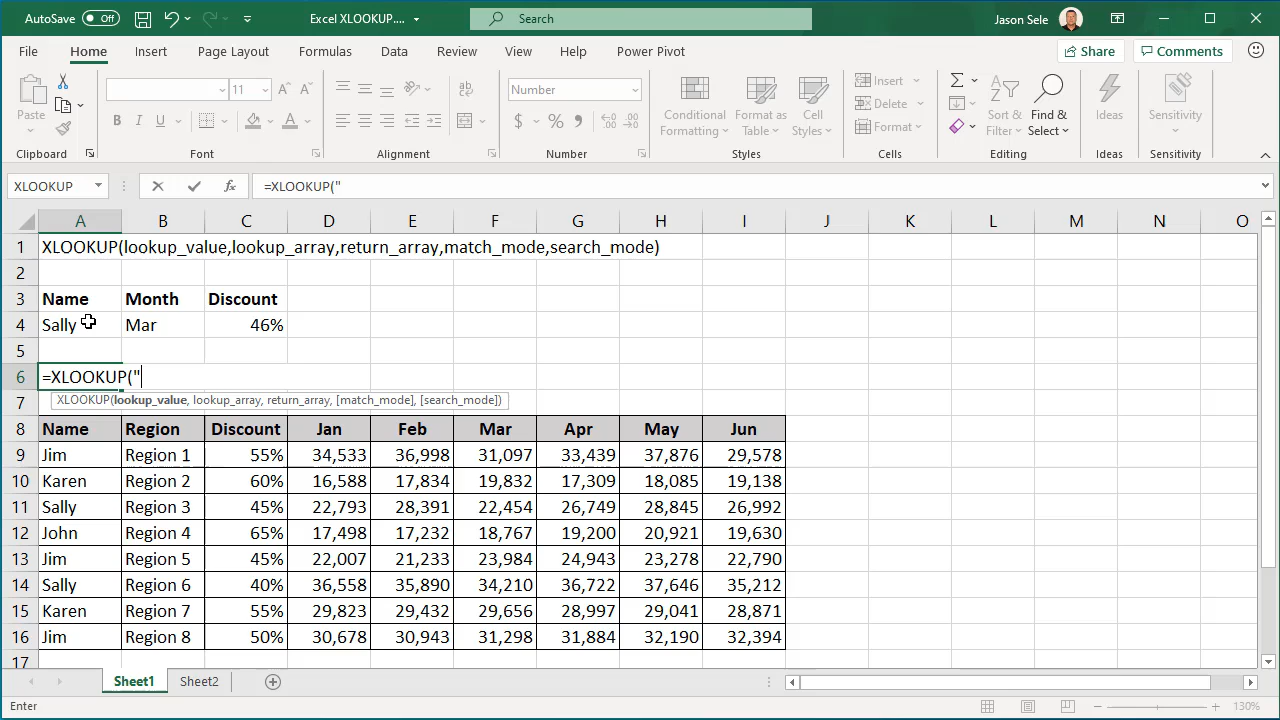 AutoSave Off Excel XLOOKUP.... Search Jason Sele
File Home Insert Page Layout Formulas Data Review View Help Power Pivot Share Comments
Paste 11 Number Conditional Formatting Format as Table Cell Styles Insert Delete Format Sort & Filter Find & Select Ideas Sensitivity
Clipboard Font Alignment Number Styles Cells Editing Ideas Sensitivity
XLOOKUP =XLOOKUP("
A B C D E F G H I J K L M N O
1 XLOOKUP(lookup_value,lookup_array,return_array,match_mode,search_mode)
2
3 Name Month Discount
4 Sally Mar 46%
5
6 =XLOOKUP("
7 XLOOKUP(lookup_value, lookup_array, return_array, [match_mode], [search_mode])
8 Name Region Discount Jan Feb Mar Apr May Jun
9 Jim Region 1 55% 34,533 36,998 31,097 33,439 37,876 29,578
10 Karen Region 2 60% 16,588 17,834 19,832 17,309 18,085 19,138
11 Sally Region 3 45% 22,793 28,391 22,454 26,749 28,845 26,992
12 John Region 4 65% 17,498 17,232 18,767 19,200 20,921 19,630
13 Jim Region 5 45% 22,007 21,233 23,984 24,943 23,278 22,790
14 Sally Region 6 40% 36,558 35,890 34,210 36,722 37,646 35,212
15 Karen Region 7 55% 29,823 29,432 29,656 28,997 29,041 28,871
16 Jim Region 8 50% 30,678 30,943 31,298 31,884 32,190 32,394
17
Sheet1 Sheet2
Enter 130%